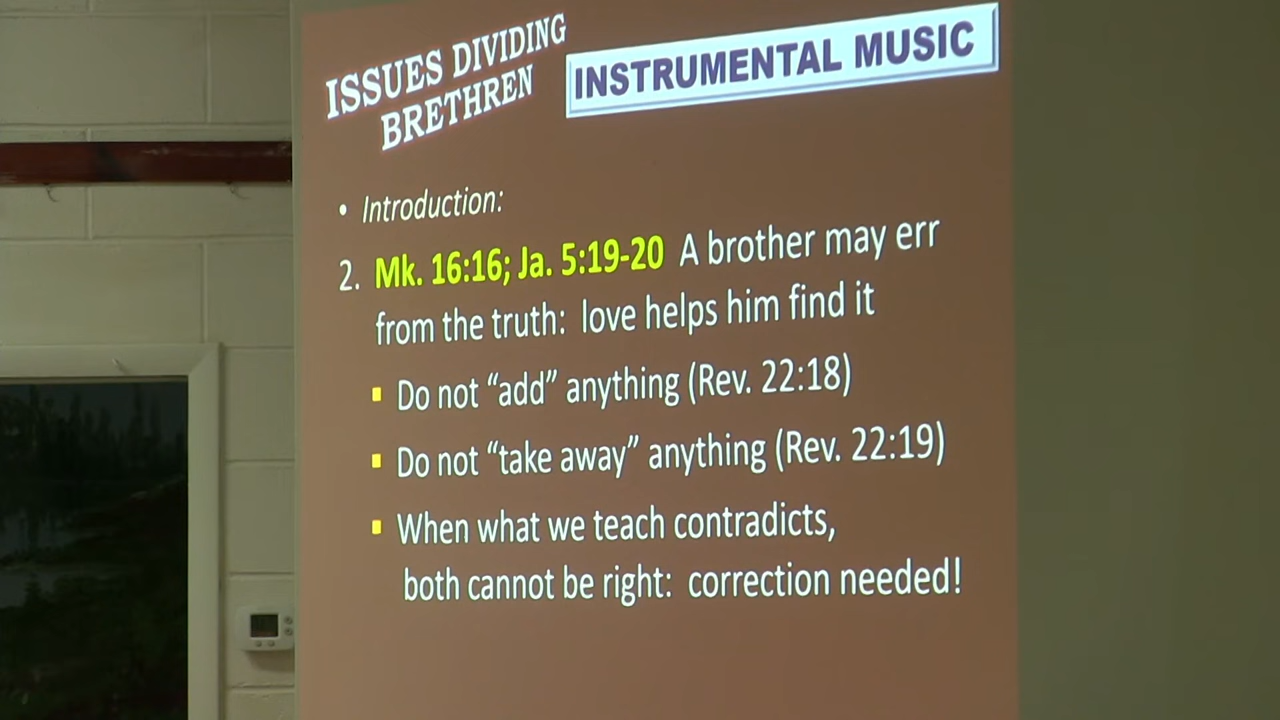 ISSUES DIVIDING
BRETHREN
INSTRUMENTAL MUSIC
• Introduction:
2. Mk. 16:16; Ja. 5:19-20 A brother may err
from the truth: love helps him find it
▪ Do not “add” anything (Rev. 22:18)
▪ Do not “take away” anything (Rev. 22:19)
▪ When what we teach contradicts,
both cannot be right: correction needed!